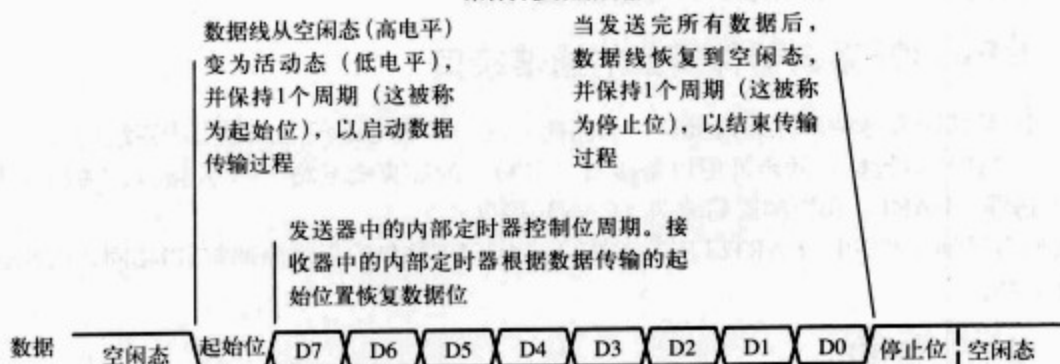 数据线从空闲态(高电平)
变为活动态（低电平），
并保持1个周期（这被称
为起始位），以启动数据
传输过程
当发送完所有数据后，
数据线恢复到空闲态，
并保持1个周期（这被称
为停止位），以结束传输
过程
发送器中的内部定时器控制位周期。接
收器中的内部定时器根据数据传输的起
始位置恢复数据位
数据 空闲态 起始位 D7 D6 D5 D4 D3 D2 D1 D0 停止位 空闲态